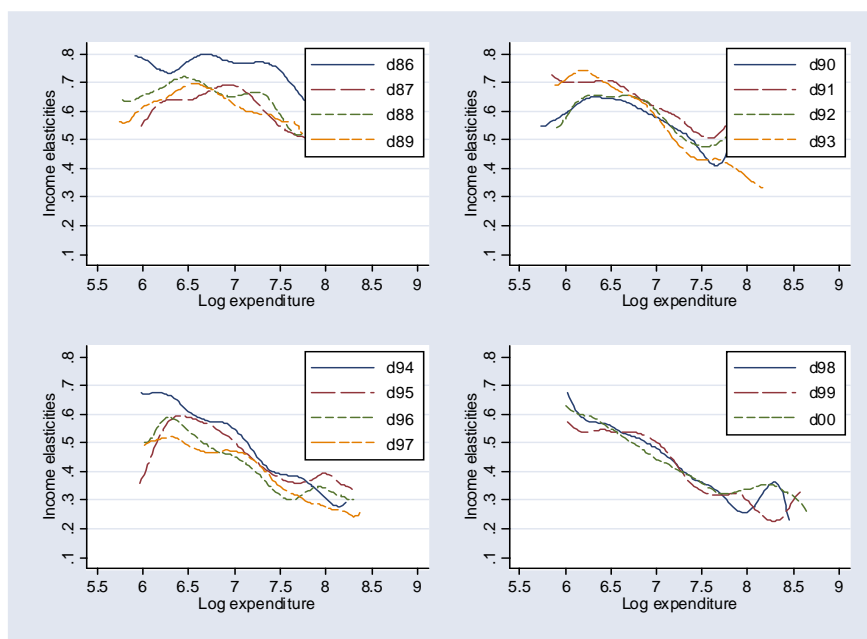 Income elasticities
.1 .2 .3 .4 .5 .6 .7 .8
d86
d87
d88
d89
5.5 6 6.5 7 7.5 8 8.5 9
Log expenditure
Income elasticities
.1 .2 .3 .4 .5 .6 .7 .8
d90
d91
d92
d93
5.5 6 6.5 7 7.5 8 8.5 9
Log expenditure
Income elasticities
.1 .2 .3 .4 .5 .6 .7 .8
d94
d95
d96
d97
5.5 6 6.5 7 7.5 8 8.5 9
Log expenditure
Income elasticities
.1 .2 .3 .4 .5 .6 .7 .8
d98
d99
d00
5.5 6 6.5 7 7.5 8 8.5 9
Log expenditure